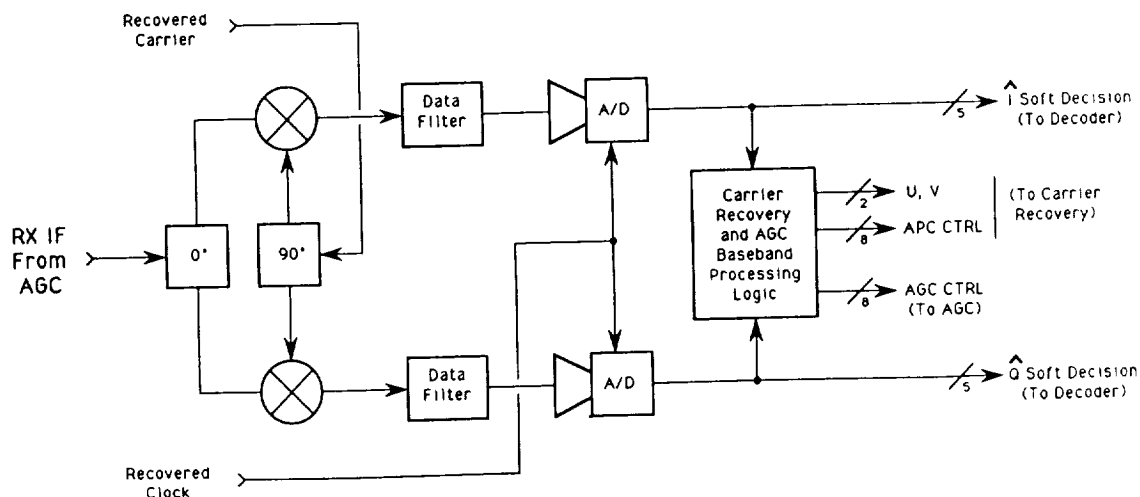 Recovered
Carrier
Data
Filter
A/D
Î Soft Decision
(To Decoder)
5
Carrier
Recovery
and AGC
Baseband
Processing
Logic
2
U, V
8
APC CTRL
(To Carrier
Recovery)
8
AGC CTRL
(To AGC)
RX IF
From
AGC
0°
90°
Data
Filter
A/D
5
Q̂ Soft Decision
(To Decoder)
Recovered
Clock